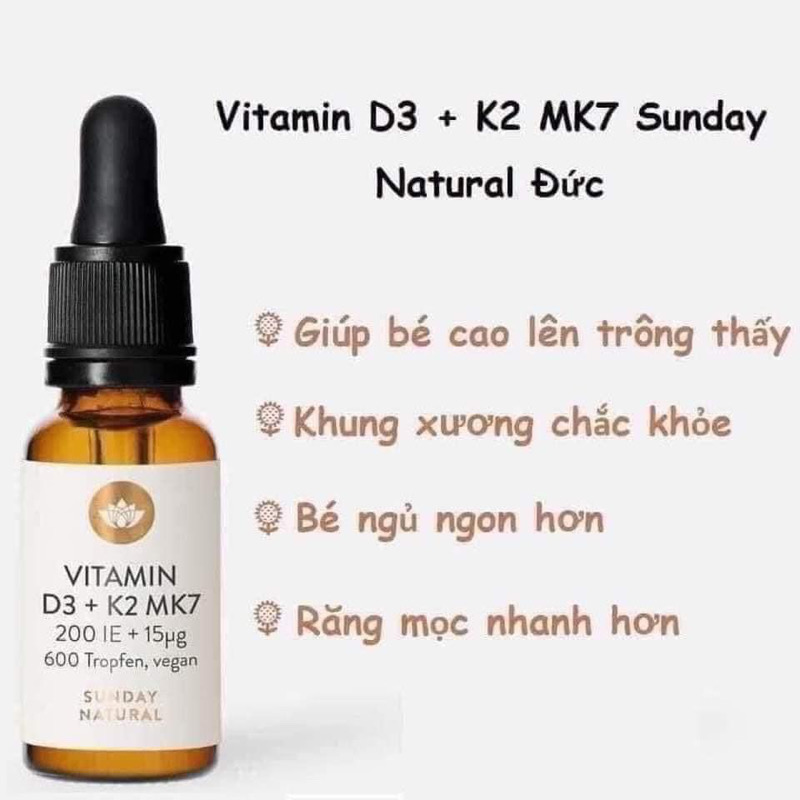 Vitamin D3 + K2 MK7 Sunday
Natural Đức
Giúp bé cao lên trông thấy
Khung xương chắc khỏe
Bé ngủ ngon hơn
Răng mọc nhanh hơn
VITAMIN
D3 + K2 MK7
200 IE + 15µg
600 Tropfen, vegan
SUNDAY
NATURAL